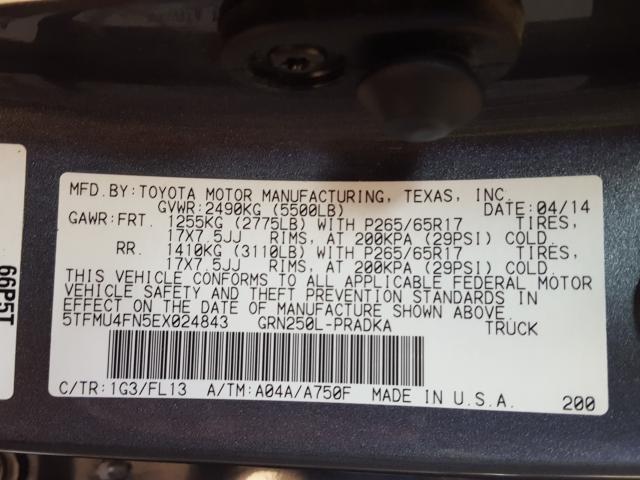 MFD. BY: TOYOTA MOTOR MANUFACTURING, TEXAS, INC.
GVWR: 2490KG (5500LB) DATE: 04/14
GAWR: FRT. 1255KG (2775LB) WITH P265/65R17 TIRES,
17X7.5JJ RIMS, AT 200KPA (29PSI) COLD.
RR. 1410KG (3110LB) WITH P265/65R17 TIRES,
17X7.5JJ RIMS, AT 200KPA (29PSI) COLD.
THIS VEHICLE CONFORMS TO ALL APPLICABLE FEDERAL MOTOR
VEHICLE SAFETY AND THEFT PREVENTION STANDARDS IN
EFFECT ON THE DATE OF MANUFACTURE SHOWN ABOVE.
5TFMU4FN5EX024843 GRN250L-PRADKA TRUCK
C/TR: 1G3/FL13 A/TM: A04A/A750F MADE IN U.S.A. 200
66P5T